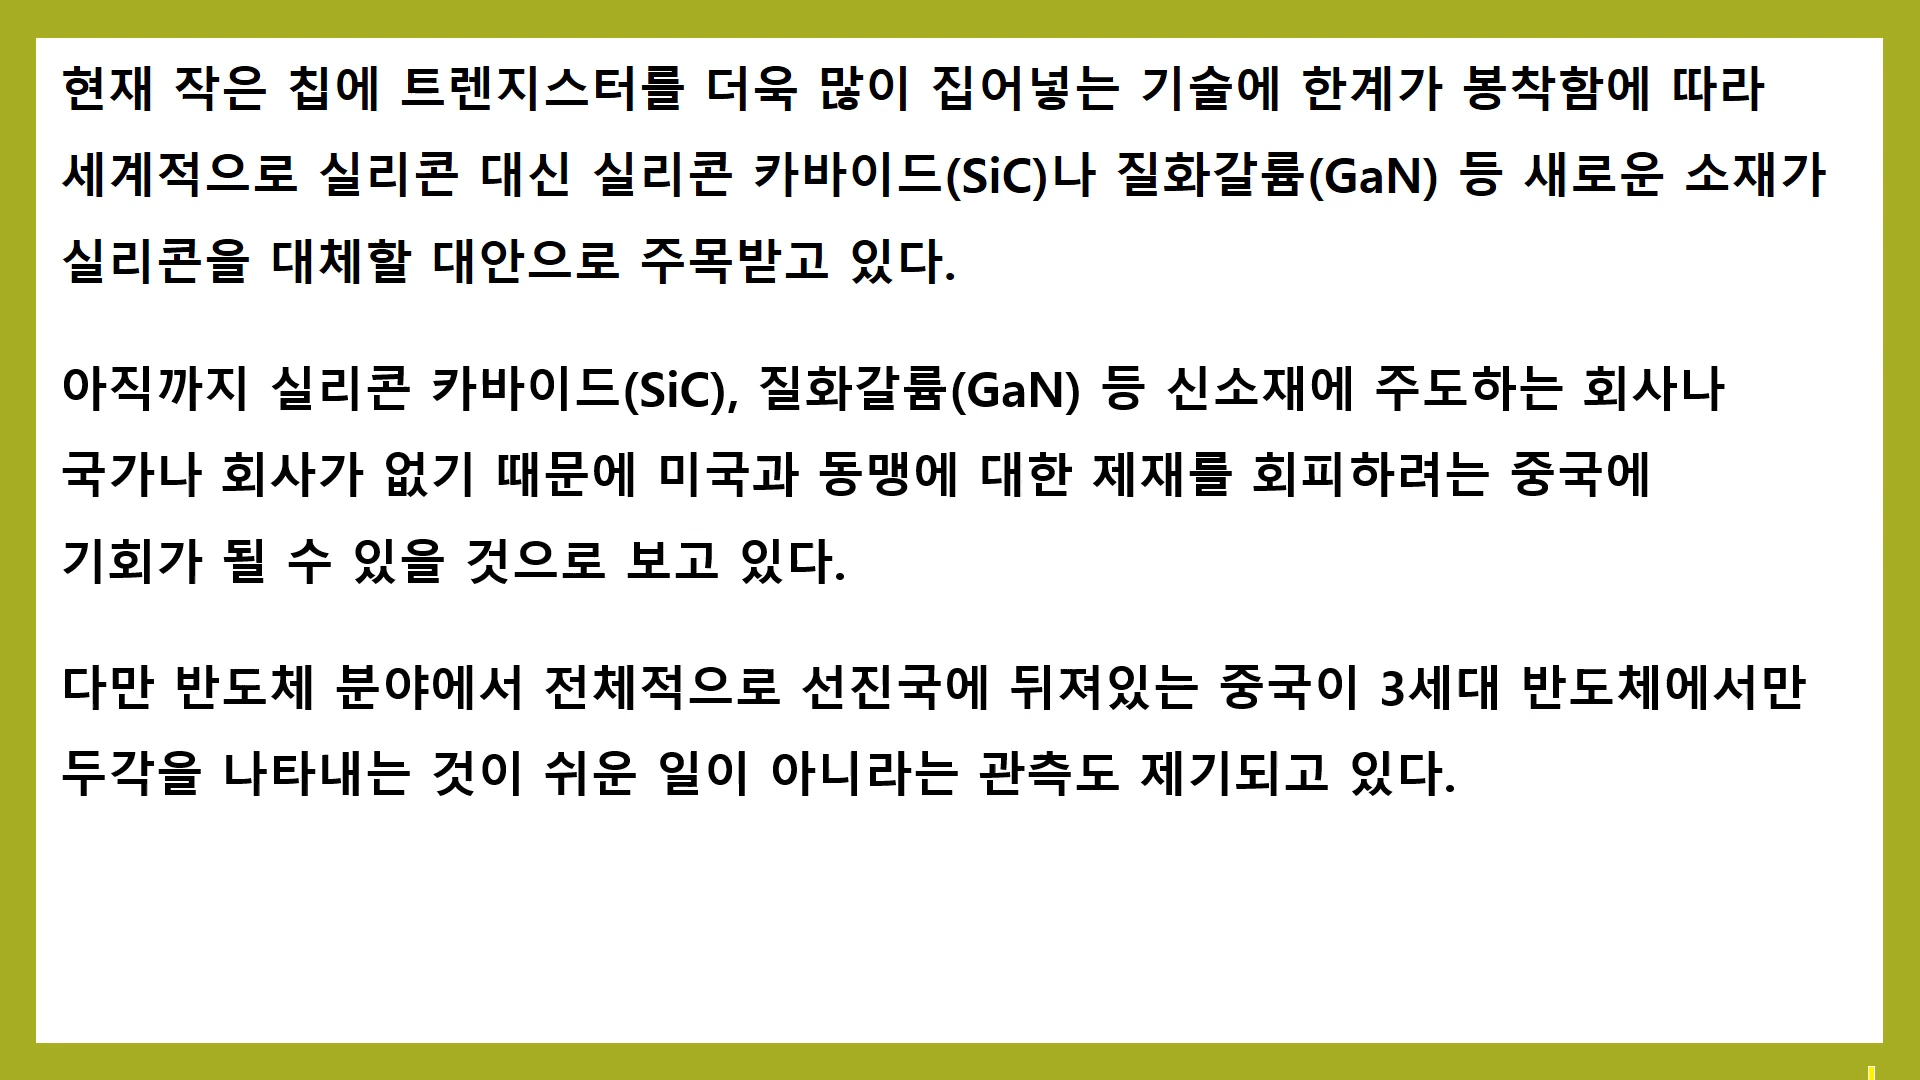 현재 작은 칩에 트렌지스터를 더욱 많이 집어넣는 기술에 한계가 봉착함에 따라
세계적으로 실리콘 대신 실리콘 카바이드(SiC)나 질화갈륨(GaN) 등 새로운 소재가
실리콘을 대체할 대안으로 주목받고 있다.
아직까지 실리콘 카바이드(SiC), 질화갈륨(GaN) 등 신소재에 주도하는 회사나
국가나 회사가 없기 때문에 미국과 동맹에 대한 제재를 회피하려는 중국에
기회가 될 수 있을 것으로 보고 있다.
다만 반도체 분야에서 전체적으로 선진국에 뒤져있는 중국이 3세대 반도체에서만
두각을 나타내는 것이 쉬운 일이 아니라는 관측도 제기되고 있다.